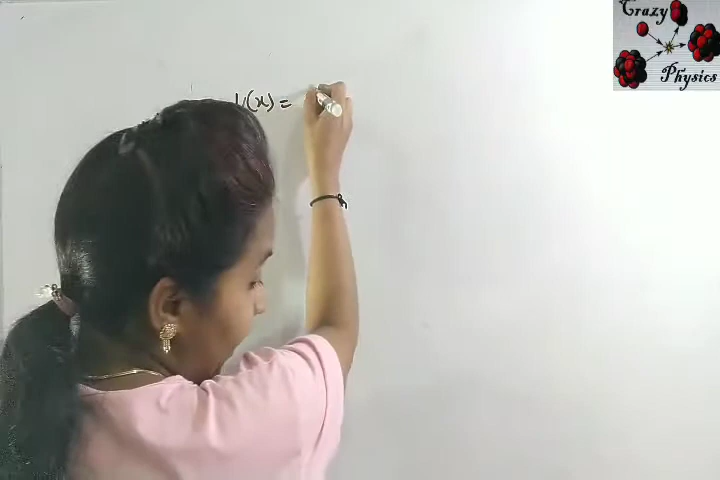 Crazy
Physics
V(x) =